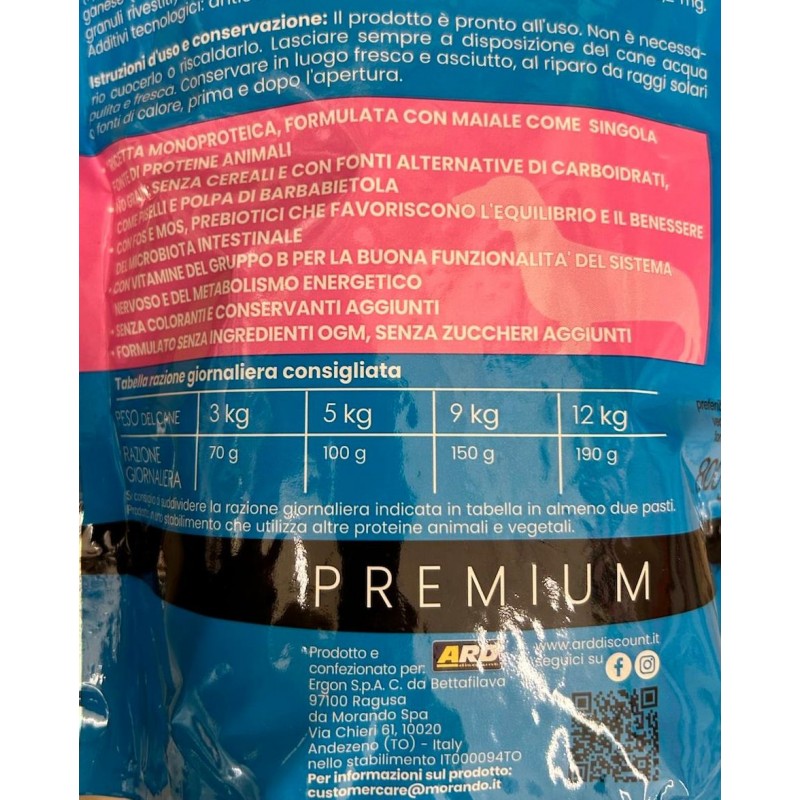 granuli rivestiti)
Additivi tecnologici:
Istruzioni d'uso e conservazione: Il prodotto è pronto all'uso. Non è necessa-
rio cuocerlo o riscaldarlo. Lasciare sempre a disposizione del cane acqua
pulita e fresca. Conservare in luogo fresco e asciutto, al riparo da raggi solari
o fonti di calore, prima e dopo l'apertura.
RICETTA MONOPROTEICA, FORMULATA CON MAIALE COME SINGOLA
FONTE DI PROTEINE ANIMALI
NO GRAIN, SENZA CEREALI E CON FONTI ALTERNATIVE DI CARBOIDRATI,
COME PISELLI E POLPA DI BARBABIETOLA
• CON FOS E MOS, PREBIOTICI CHE FAVORISCONO L'EQUILIBRIO E IL BENESSERE
DEL MICROBIOTA INTESTINALE
• CON VITAMINE DEL GRUPPO B PER LA BUONA FUNZIONALITA' DEL SISTEMA
NERVOSO E DEL METABOLISMO ENERGETICO
• SENZA COLORANTI E CONSERVANTI AGGIUNTI
• FORMULATO SENZA INGREDIENTI OGM, SENZA ZUCCHERI AGGIUNTI
Tabella razione giornaliera consigliata
PESO DEL CANE 3 kg 5 kg 9 kg 12 kg
RAZIONE 70 g 100 g 150 g 190 g
GIORNALIERA
Si consiglia di suddividere la razione giornaliera indicata in tabella in almeno due pasti.
Prodotto in uno stabilimento che utilizza altre proteine animali e vegetali.
PREMIUM
Prodotto e
confezionato per:
ARD
www.arddiscount.it
seguici su
Ergon S.p.A. C. da Bettafilava
97100 Ragusa
da Morando Spa
Via Chieri 61, 10020
Andezeno (TO) - Italy
nello stabilimento IT000094TO
Per informazioni sul prodotto:
customercare@morando.it